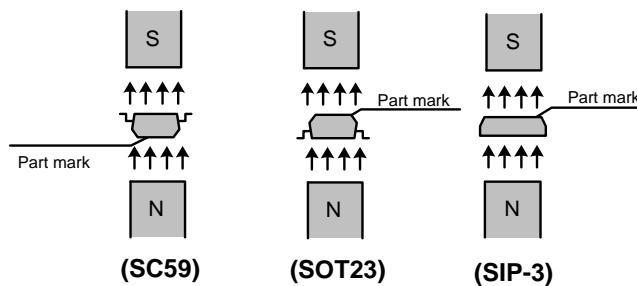 S
S
S
Part mark
Part mark
Part mark
N
N
N
(SC59)
(SOT23)
(SIP-3)